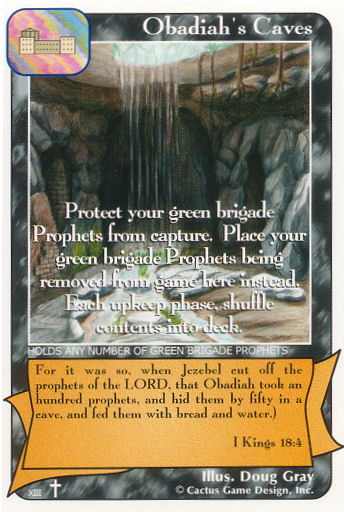 Obadiah's Caves
Protect your green brigade
Prophets from capture. Place your
green brigade Prophets being
removed from game here instead.
Each upkeep phase, shuffle
contents into deck.
HOLDS ANY NUMBER OF GREEN BRIGADE PROPHETS
For it was so, when Jezebel cut off the
prophets of the LORD, that Obadiah took an
hundred prophets, and hid them by fifty in a
cave, and fed them with bread and water.)
I Kings 18:4
Illus. Doug Gray
XIII © Cactus Game Design, Inc.